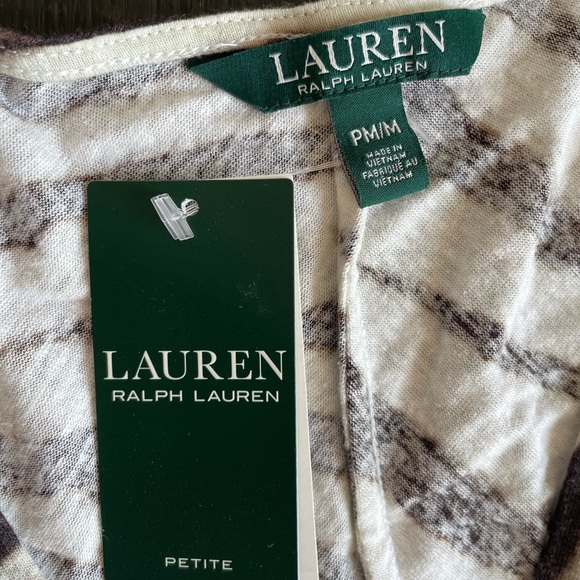 LAUREN
RALPH LAUREN
PM/M
MADE IN
VIETNAM
FABRIQUÉ AU
VIETNAM
LAUREN
RALPH LAUREN
PETITE